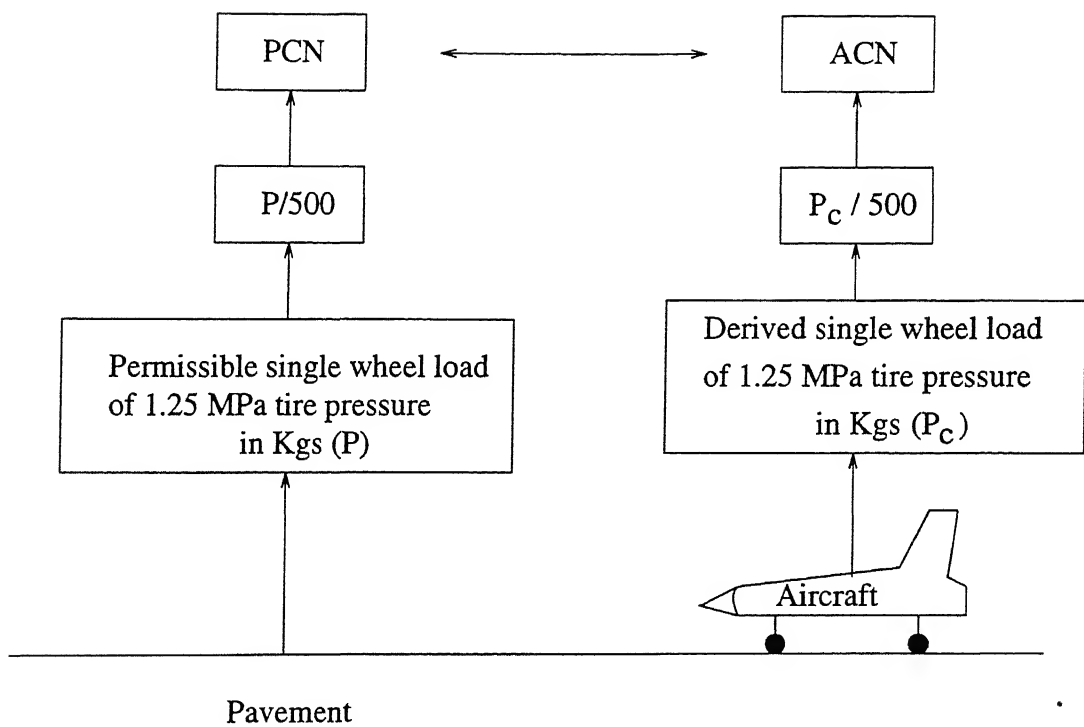 PCN
ACN
P/500
P_c / 500
Permissible single wheel load
of 1.25 MPa tire pressure
in Kgs (P)
Derived single wheel load
of 1.25 MPa tire pressure
in Kgs (P_c)
Aircraft
Pavement